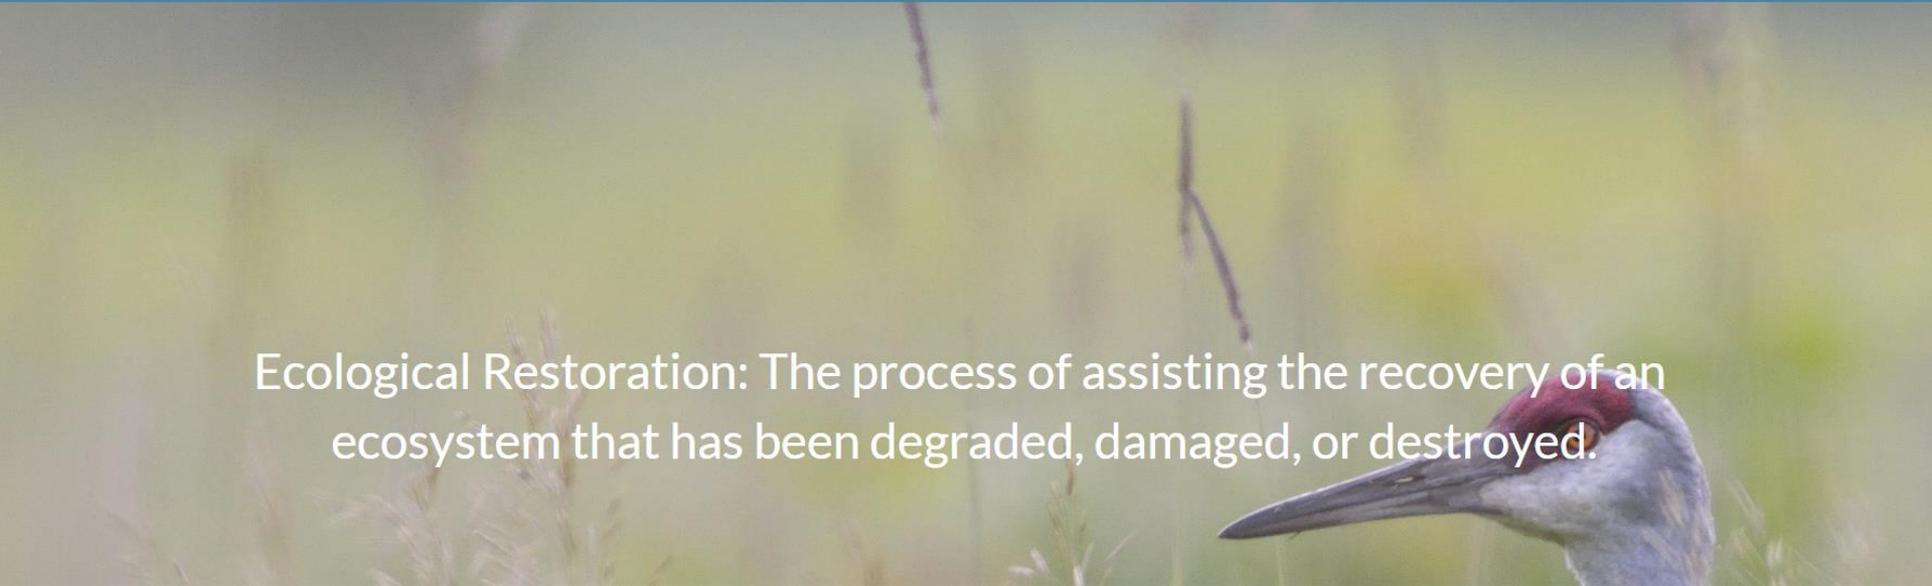 Ecological Restoration: The process of assisting the recovery of an
ecosystem that has been degraded, damaged, or destroyed.